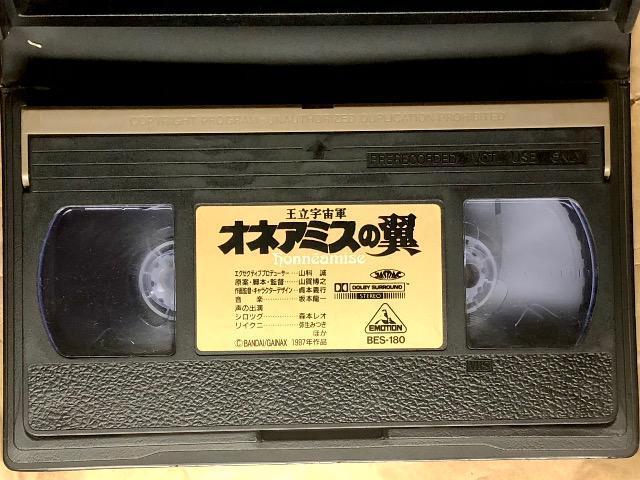 COPYRIGHT PROGRAM - UNAUTHORIZED DUPLICATION PROHIBITED
PRERECORDED HOME USE ONLY
王立宇宙軍
オネアミスの翼
honnêamise
エグゼクティブプロデューサー…山科 誠
原案・脚本・監督………山賀博之
作画監督・キャラクターデザイン…貞本義行
音 楽…………坂本龍一
声の出演
シロツグ…………森本レオ
リイクニ…………弥生みつき
ほか
©BANDAI/GAINAX 1987年作品
DOLBY SURROUND
STEREO
EMOTION
BES-180
VHS